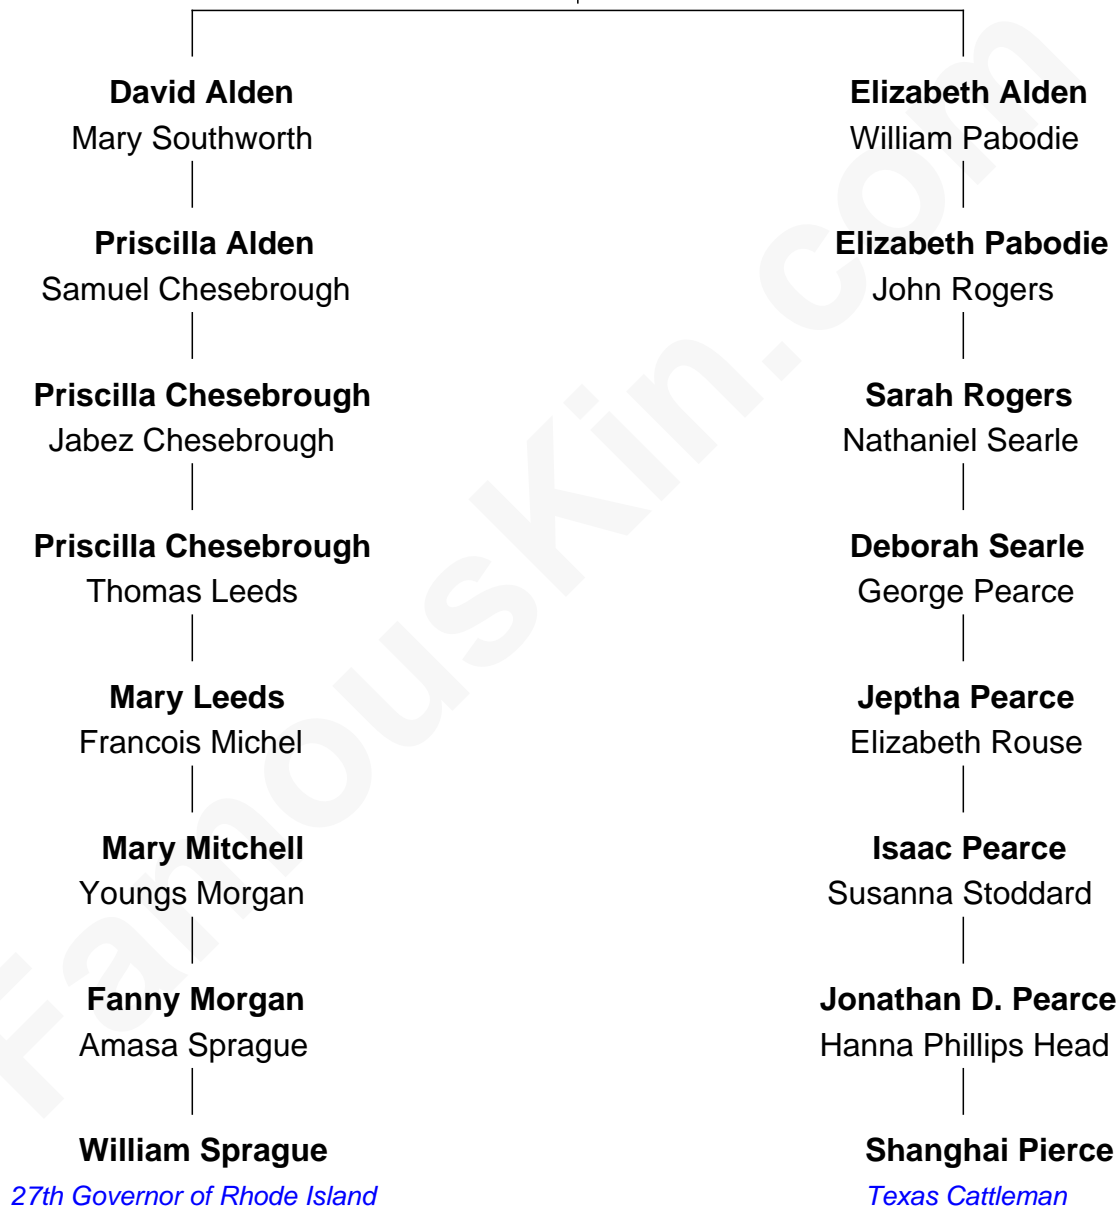 David Alden
Mary Southworth
Elizabeth Alden
William Pabodie
Priscilla Alden
Samuel Chesebrough
Elizabeth Pabodie
John Rogers
Priscilla Chesebrough
Jabez Chesebrough
Sarah Rogers
Nathaniel Searle
Priscilla Chesebrough
Thomas Leeds
Deborah Searle
George Pearce
Mary Leeds
Francois Michel
Jeptha Pearce
Elizabeth Rouse
Mary Mitchell
Youngs Morgan
Isaac Pearce
Susanna Stoddard
Fanny Morgan
Amasa Sprague
Jonathan D. Pearce
Hanna Phillips Head
William Sprague
27th Governor of Rhode Island
Shanghai Pierce
Texas Cattleman
FamousKin.com